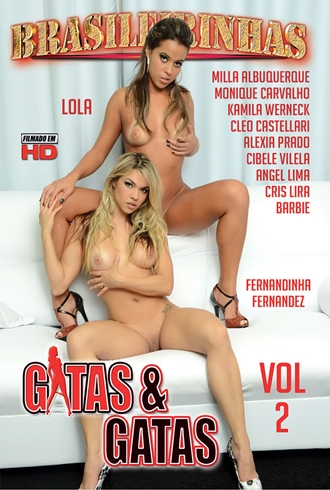 BRASILEIRINHAS
LOLA
FILMADO EM
HD
MILLA ALBUQUERQUE
MONIQUE CARVALHO
KAMILA WERNECK
CLÉO CASTELLARI
ALEXIA PRADO
CIBELE VILELA
ANGEL LIMA
CRIS LIRA
BARBIE
FERNANDINHA
FERNANDEZ
GATAS &
GATAS
VOL
2